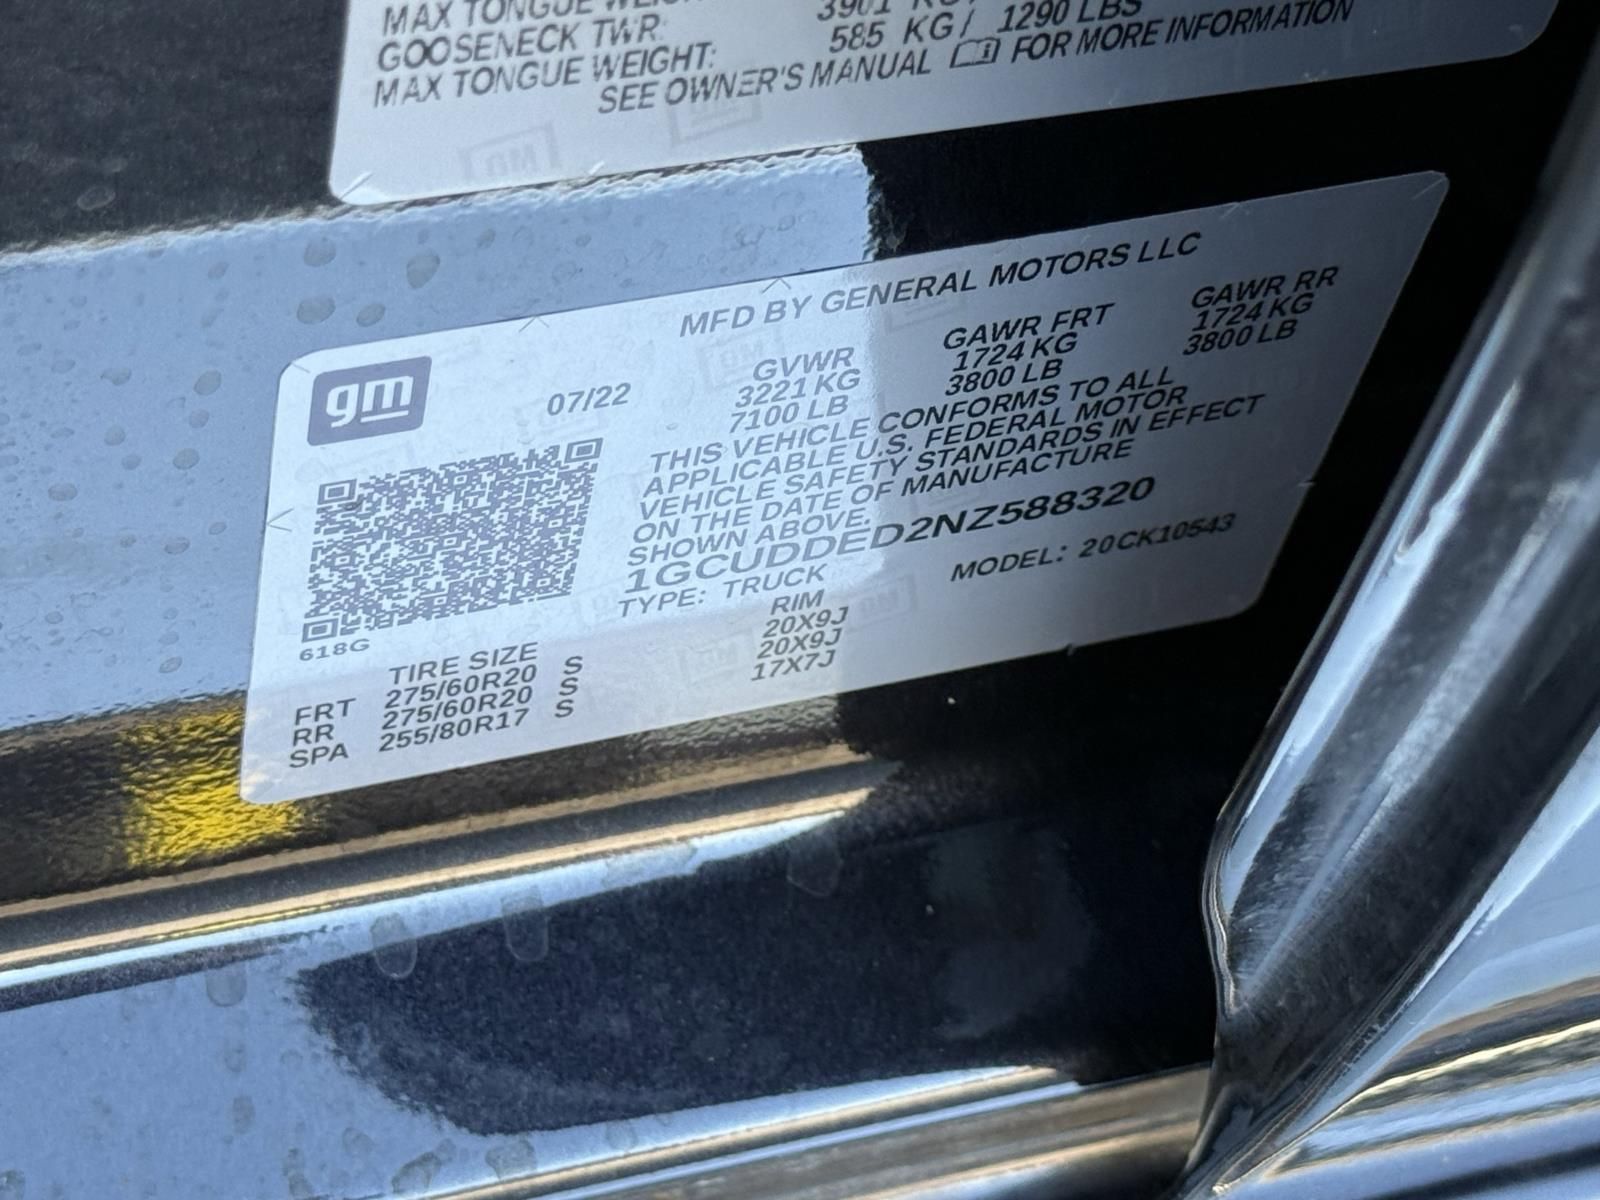 MAX TONGUE
GOOSENECK TWR: 3901 KG
MAX TONGUE WEIGHT: 585 KG/ 1290 LBS
SEE OWNER'S MANUAL FOR MORE INFORMATION
MFD BY GENERAL MOTORS LLC
gm
07/22
GVWR GAWR FRT GAWR RR
3221 KG 1724 KG 1724 KG
7100 LB 3800 LB 3800 LB
THIS VEHICLE CONFORMS TO ALL
APPLICABLE U.S. FEDERAL MOTOR
VEHICLE SAFETY STANDARDS IN EFFECT
ON THE DATE OF MANUFACTURE
SHOWN ABOVE.
1GCUDDED2NZ588320
TYPE: TRUCK MODEL: 20CK10543
618G
TIRE SIZE RIM
FRT 275/60R20 S 20X9J
RR 275/60R20 S 20X9J
SPA 255/80R17 S 17X7J